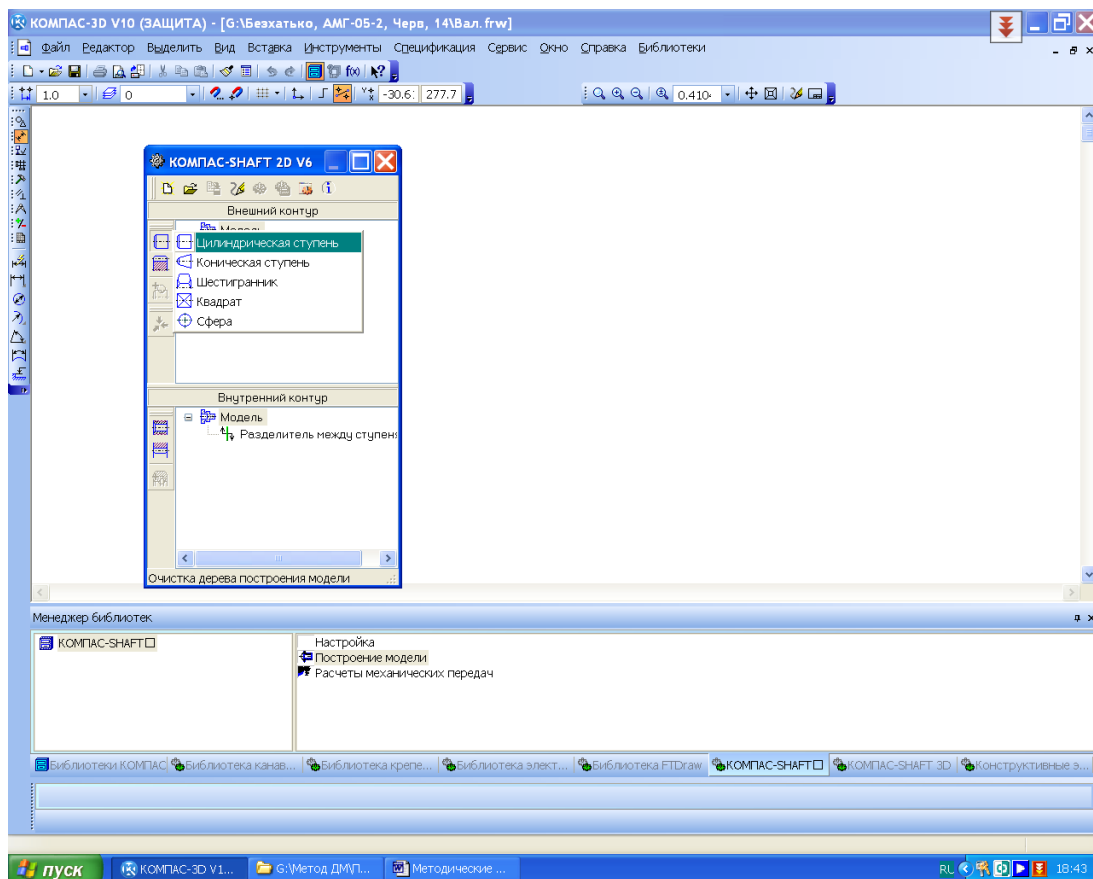 КОМПАС-3D V10 (ЗАЩИТА) - [G:\Безхатько, АМГ-05-2, Черв, 14\Вал.frw]
Файл Редактор Выделить Вид Вставка Инструменты Спецификация Сервис Окно Справка Библиотеки
1.0 0 -30.6 277.7 0.410
КОМПАС-SHAFT 2D V6
Внешний контур
Модель
Цилиндрическая ступень
Коническая ступень
Шестигранник
Квадрат
Сфера
Внутренний контур
Модель
Разделитель между ступен
Очистка дерева построения модели
Менеджер библиотек
КОМПАС-SHAFT
Настройка
Построение модели
Расчеты механических передач
Библиотеки КОМПАС Библиотека канав... Библиотека крепе... Библиотека элект... Библиотека FTDraw КОМПАС-SHAFT КОМПАС-SHAFT 3D Конструктивные э...
пуск КОМПАС-3D V1... G:\Метод ДМ\П... Методические ... RL 18:43